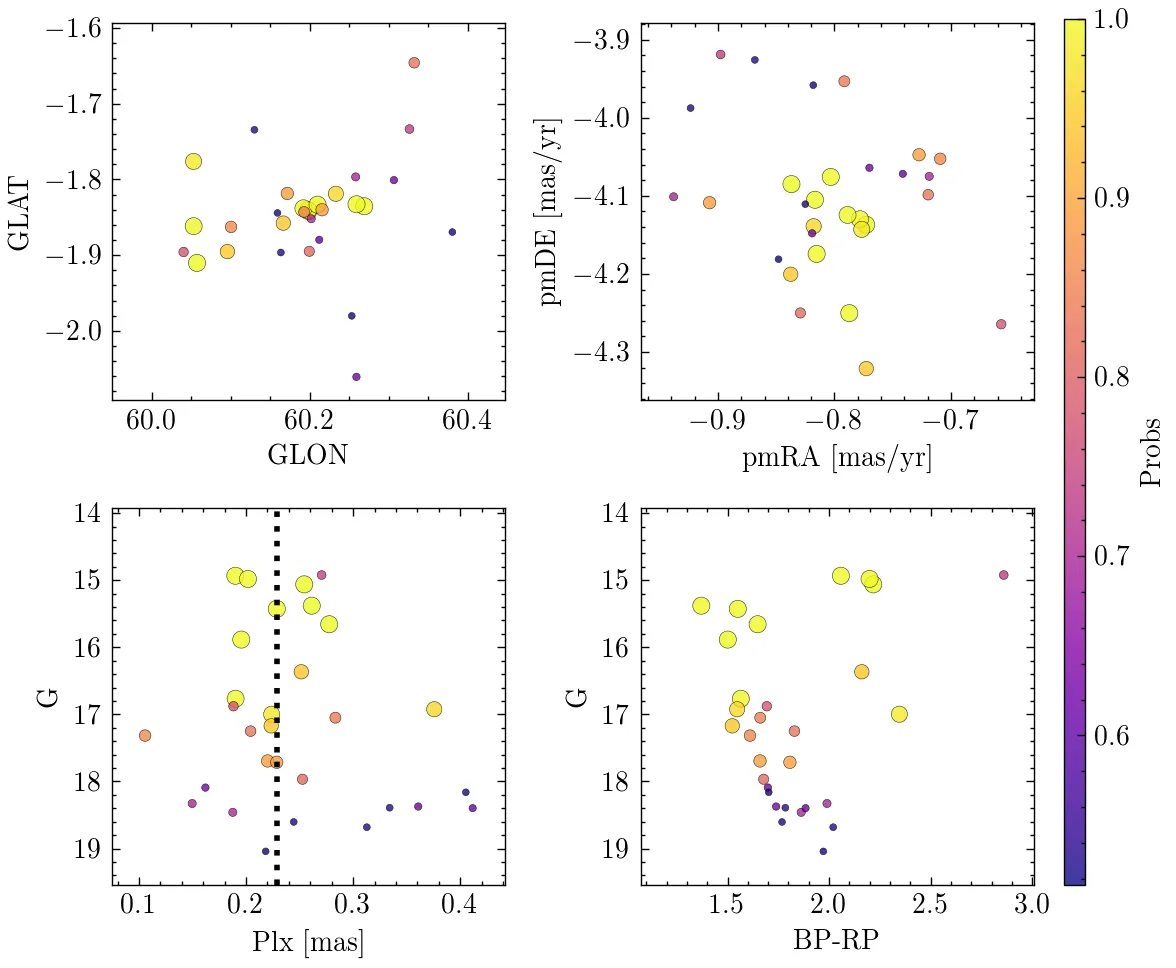 −1.6
−1.7
−1.8
−1.9
−2.0
GLAT
60.0 60.2 60.4
GLON
−3.9
−4.0
−4.1
−4.2
−4.3
pmDE [mas/yr]
−0.9 −0.8 −0.7
pmRA [mas/yr]
14
15
16
17
18
19
G
0.1 0.2 0.3 0.4
Plx [mas]
14
15
16
17
18
19
G
1.5 2.0 2.5 3.0
BP-RP
1.0
0.9
0.8
0.7
0.6
Probs